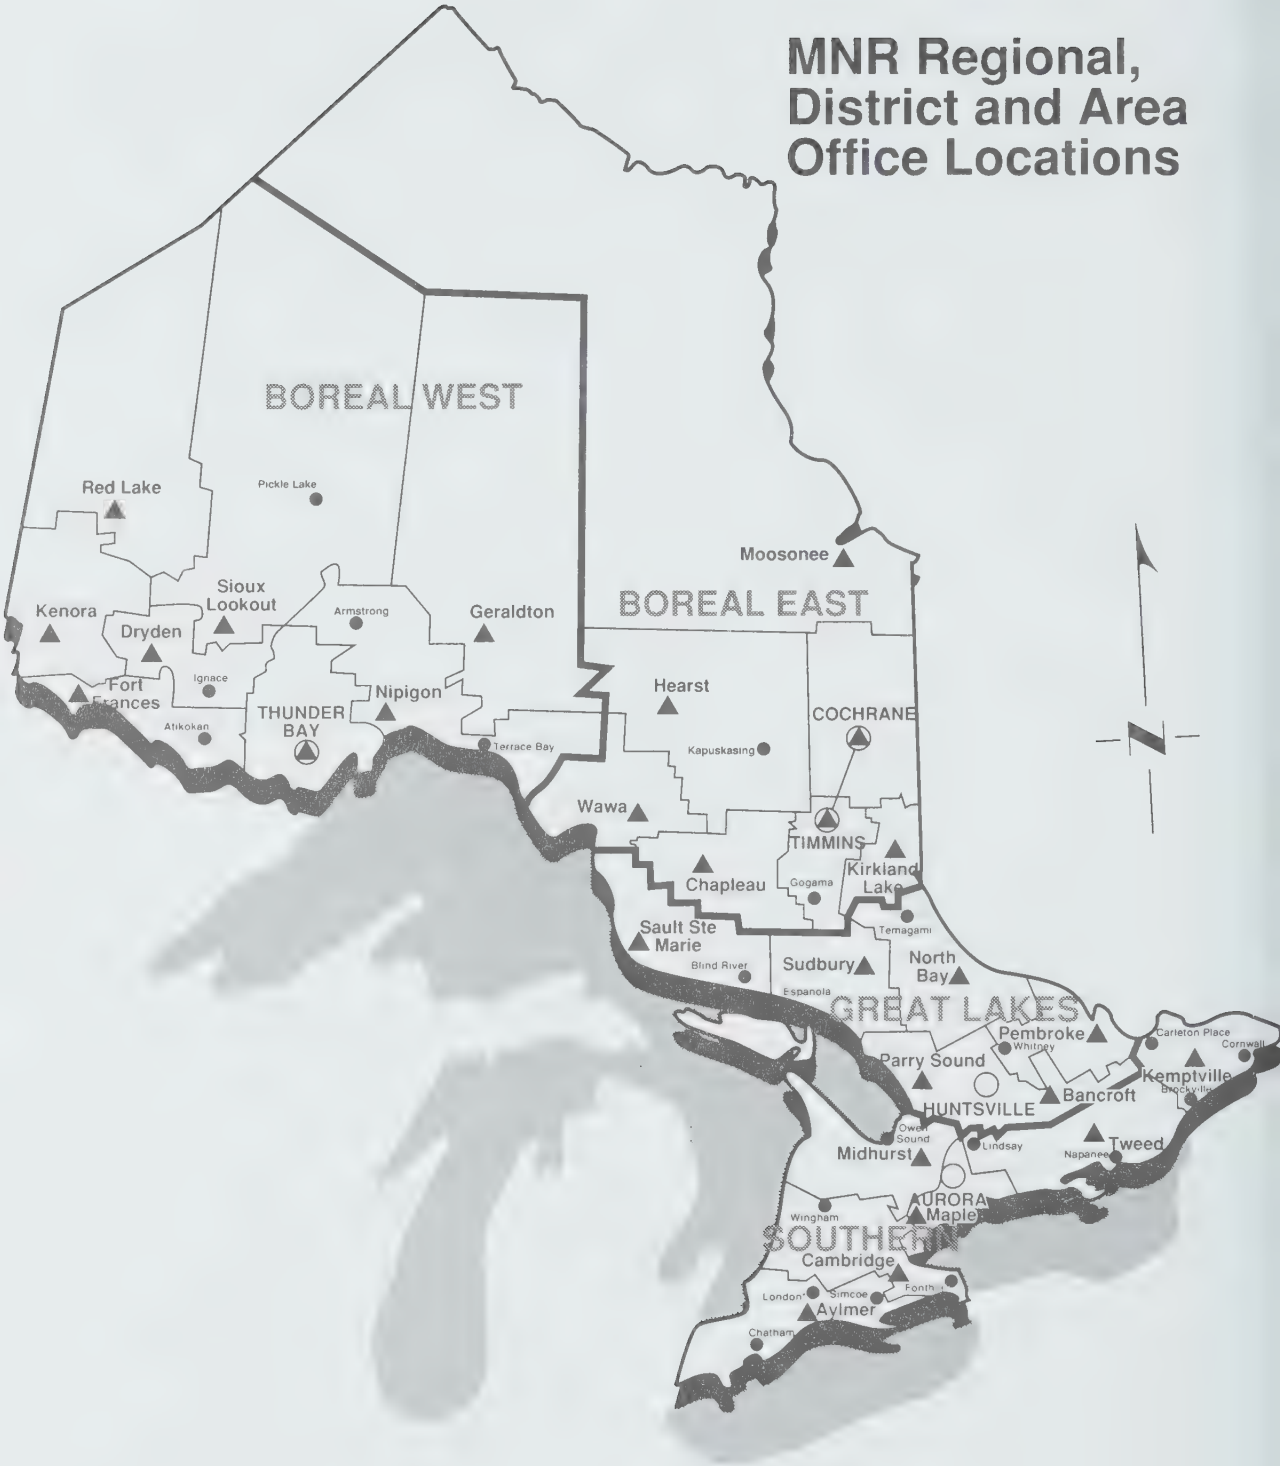 MNR Regional,
District and Area
Office Locations
BOREAL WEST
Red Lake
Pickle Lake
Moosonee
Sioux
Lookout
BOREAL EAST
Kenora
Armstrong
Geraldton
Dryden
Ignace
Fort
Frances
Nipigon
Hearst
THUNDER
BAY
COCHRANE
Atikokan
Terrace Bay
Kapuskasing
N
Wawa
TIMMINS
Kirkland
Lake
Chapleau
Gogama
Sault Ste
Marie
Temagami
Blind River
Sudbury
North
Bay
Espanola
GREAT LAKES
Pembroke
Whitney
Carleton Place
Cornwall
Parry Sound
Kemptville
Brockville
Bancroft
HUNTSVILLE
Owen
Sound
Lindsay
Midhurst
Napanee
Tweed
AURORA
Maple
Wingham
SOUTHERN
Cambridge
London
Simcoe
Aylmer
Chatham